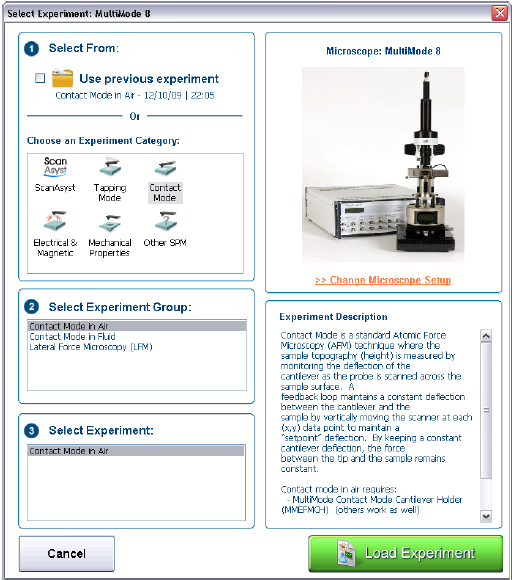 Select Experiment: MultiMode 8
1 Select From:
Use previous experiment
Contact Mode in Air - 12/10/09 | 22:05
Or
Choose an Experiment Category:
Scan
Asyst
ScanAsyst
Tapping
Mode
Contact
Mode
Electrical &
Magnetic
Mechanical
Properties
Other SPM
2 Select Experiment Group:
Contact Mode in Air
Contact Mode in Fluid
Lateral Force Microscopy (LFM)
3 Select Experiment:
Contact Mode in Air
Cancel
Microscope: MultiMode 8
>> Change Microscope Setup
Experiment Description
Contact Mode is a standard Atomic Force
Microscopy (AFM) technique where the
sample topography (height) is measured by
monitoring the deflection of the
cantilever as the probe is scanned across the
sample surface. A
feedback loop maintains a constant deflection
between the cantilever and the
sample by vertically moving the scanner at each
(x,y) data point to maintain a
"setpoint" deflection. By keeping a constant
cantilever deflection, the force
between the tip and the sample remains
constant.
Contact mode in air requires:
- MultiMode Contact Mode Cantilever Holder
(MMEFMCH) (others work as well)
Load Experiment